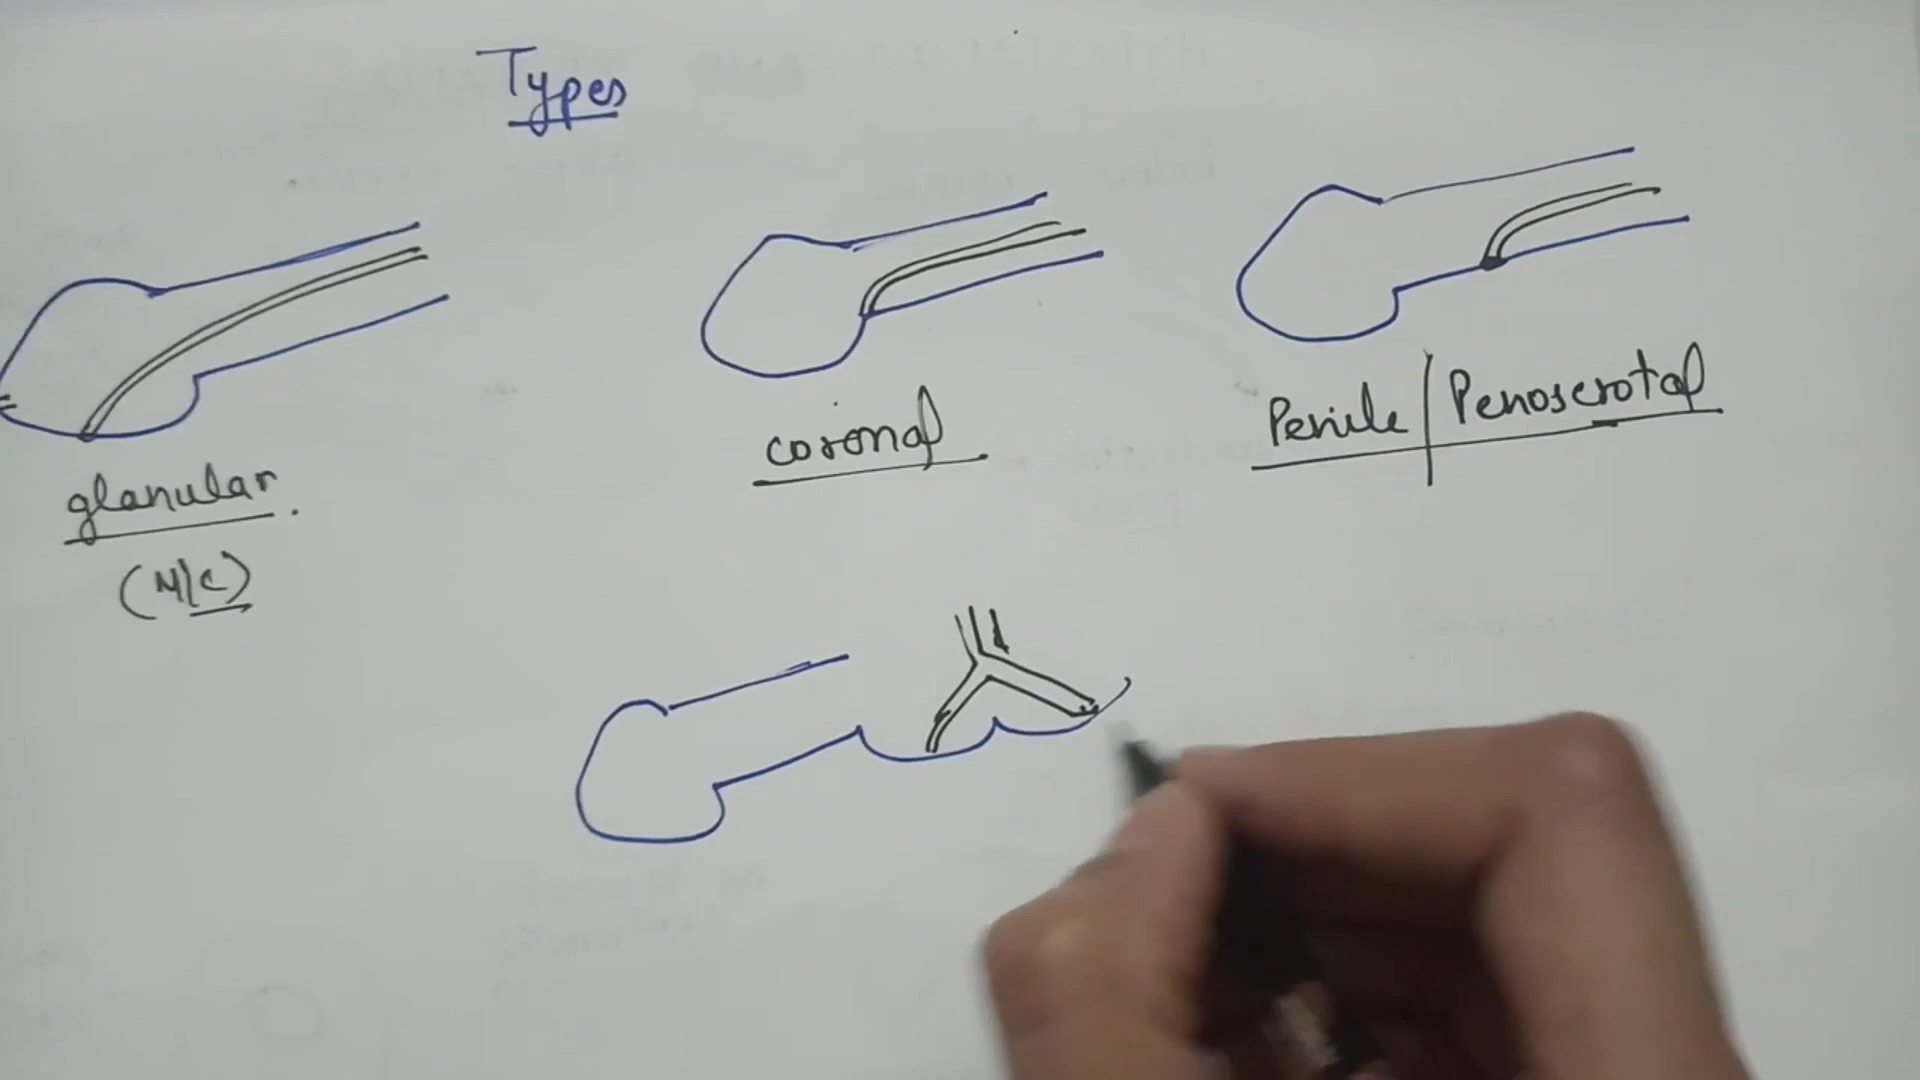 Types
glanular.
(M/C)
coronal
Penile/Penoscrotal